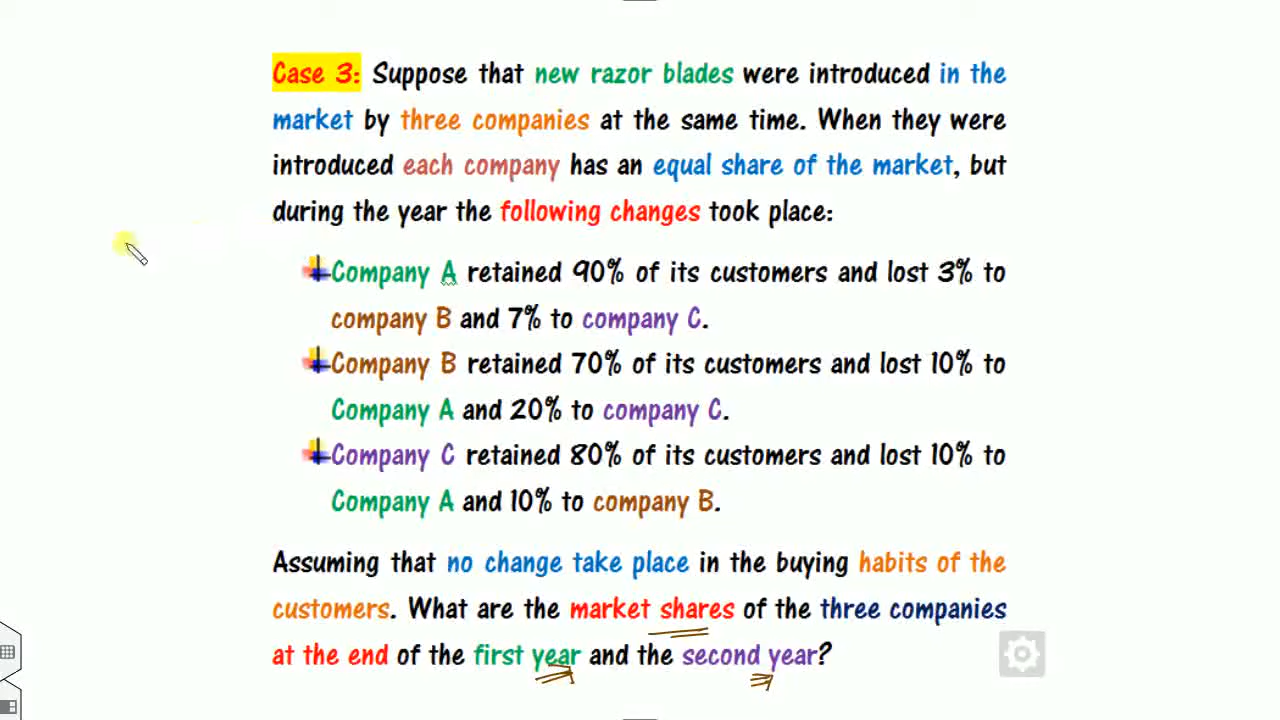 Case 3: Suppose that new razor blades were introduced in the
market by three companies at the same time. When they were
introduced each company has an equal share of the market, but
during the year the following changes took place:
Company A retained 90% of its customers and lost 3% to
company B and 7% to company C.
Company B retained 70% of its customers and lost 10% to
Company A and 20% to company C.
Company C retained 80% of its customers and lost 10% to
Company A and 10% to company B.
Assuming that no change take place in the buying habits of the
customers. What are the market shares of the three companies
at the end of the first year and the second year?